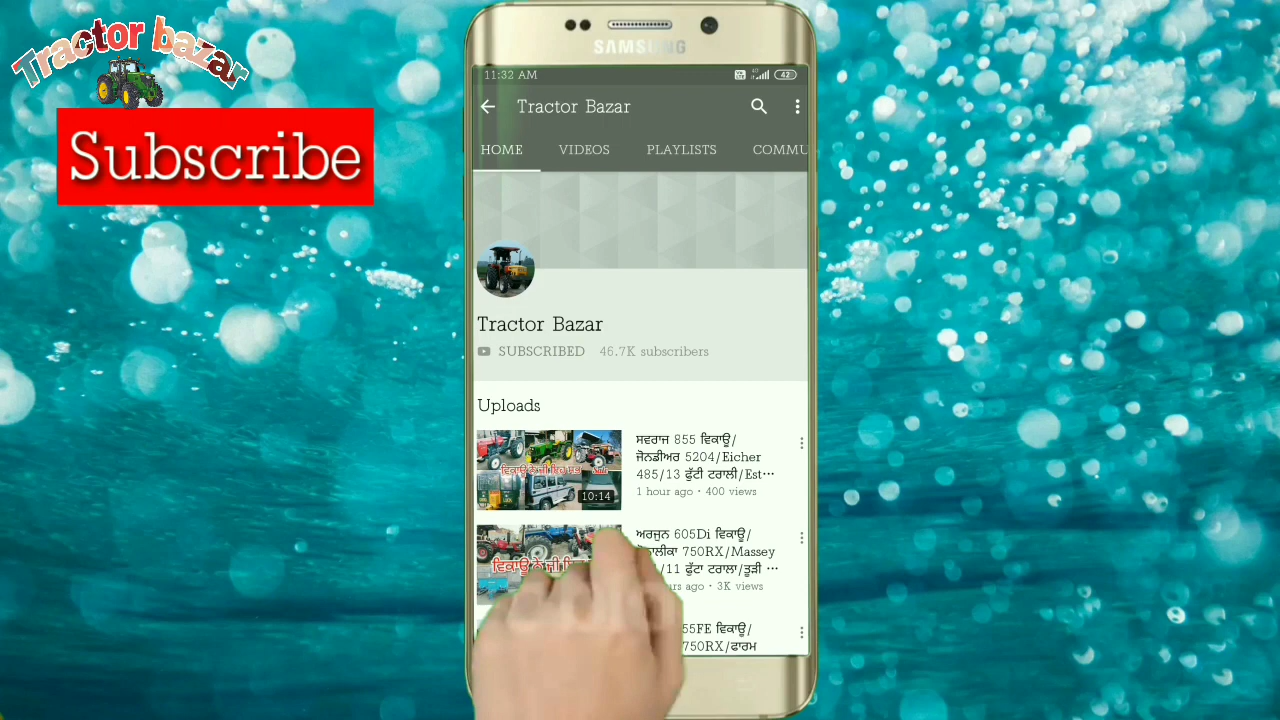 Tractor bazar
Subscribe
SAMSUNG
11:32 AM
42
Tractor Bazar
HOME VIDEOS PLAYLISTS COMMU
Tractor Bazar
SUBSCRIBED 46.7K subscribers
Uploads
ਸਵਰਾਜ 855 ਵਿਕਾਊ/
ਜੋਨਡੀਅਰ 5204/Eicher
485/13 ਫੁੱਟੀ ਟਰਾਲੀ/Est...
1 hour ago • 400 views
10:14
ਅਰਜੁਨ 605Di ਵਿਕਾਊ/
750RX/Massey
/11 ਫੁੱਟਾ ਟਰਾਲਾ/ਤੂੜੀ ...
ago • 3K views
ਵਿਕਾਊ ਨੇ ਜੀ
55FE ਵਿਕਾਊ/
750RX/ਫਾਰਮ